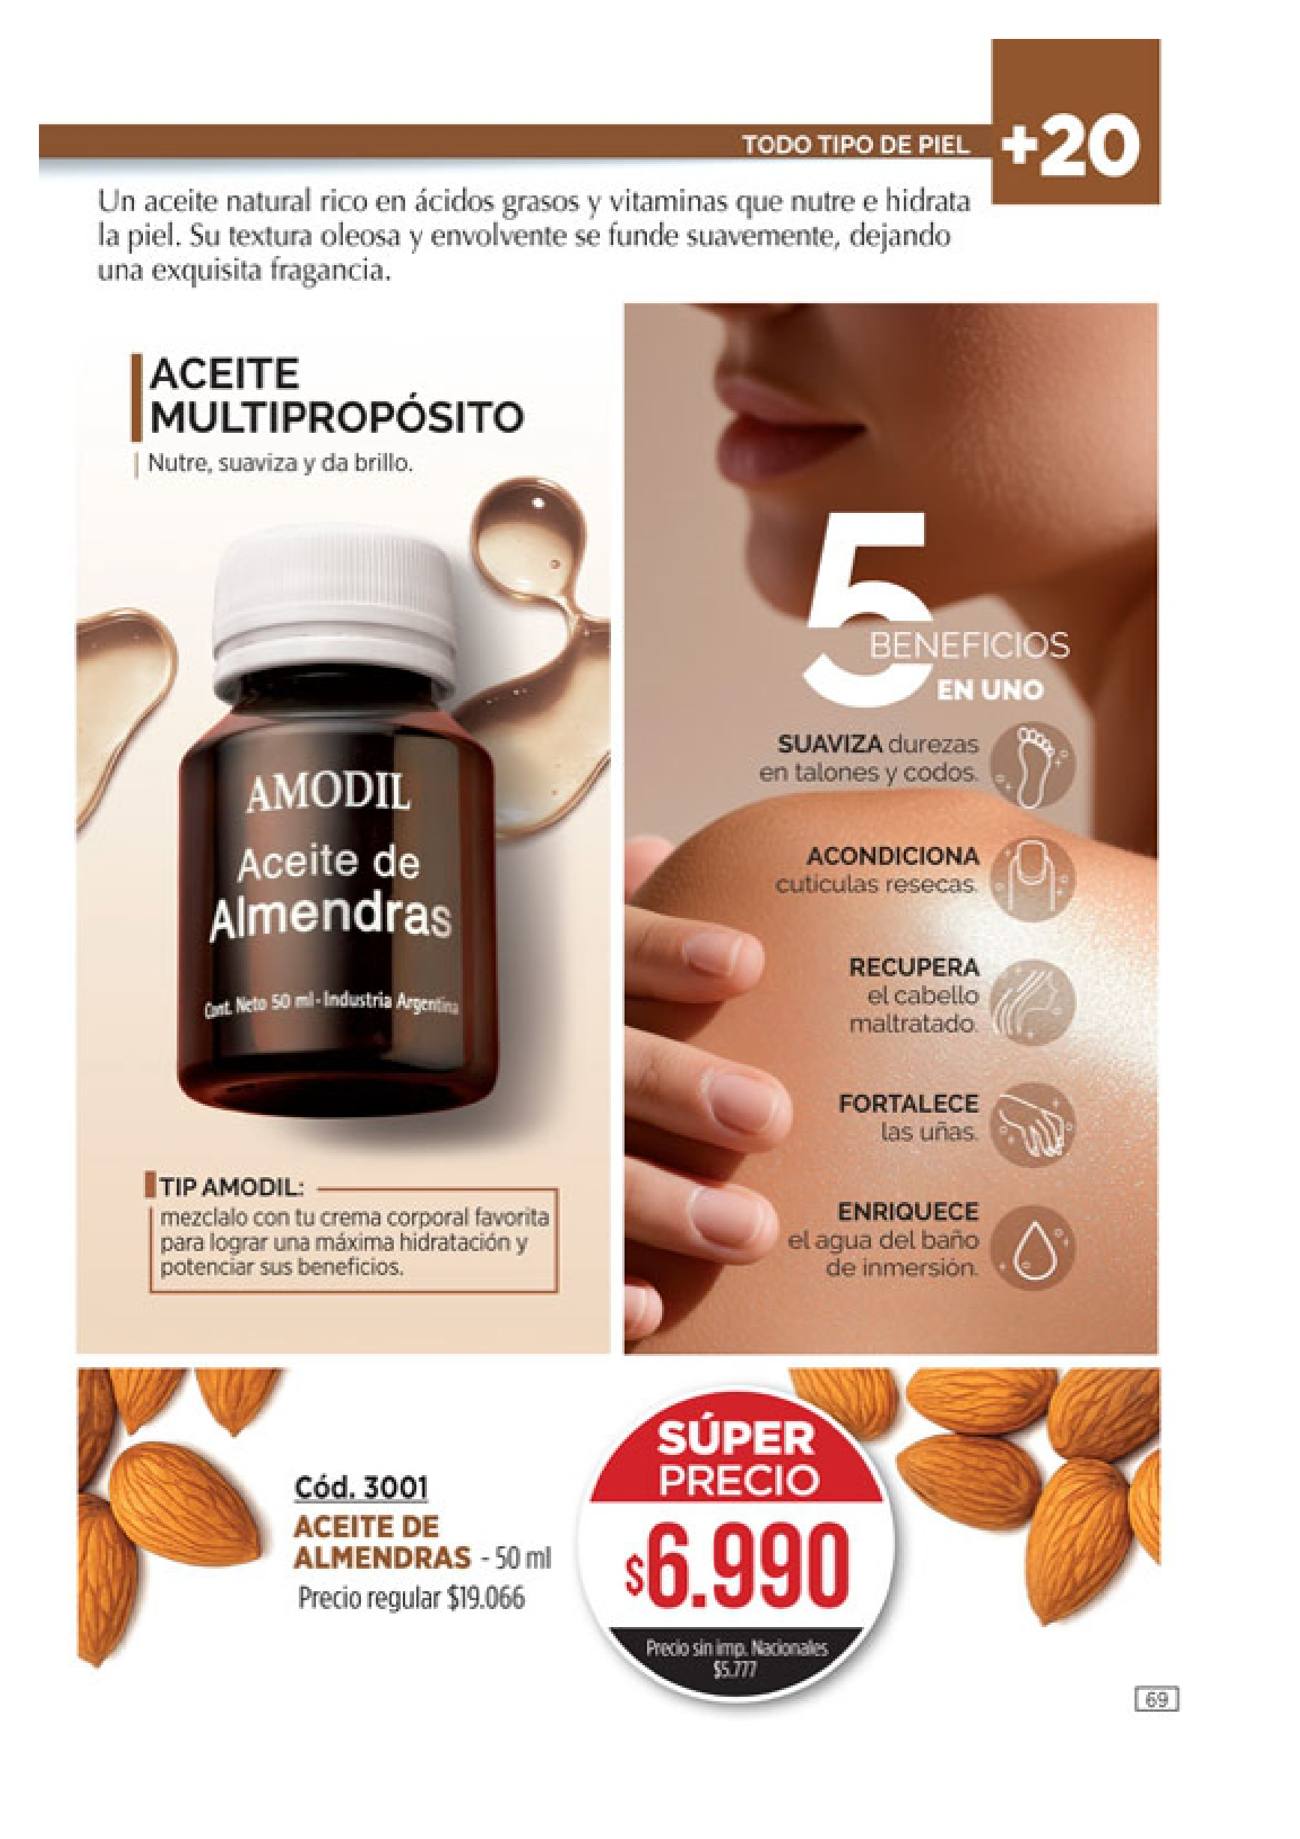 TODO TIPO DE PIEL
+20
Un aceite natural rico en ácidos grasos y vitaminas que nutre e hidrata
la piel. Su textura oleosa y envolvente se funde suavemente, dejando
una exquisita fragancia.
ACEITE
MULTIPROPÓSITO
Nutre, suaviza y da brillo.
AMODIL
Aceite de
Almendras
Cont. Neto 50 ml - Industria Argentina
TIP AMODIL:
mezclalo con tu crema corporal favorita
para lograr una máxima hidratación y
potenciar sus beneficios.
5
BENEFICIOS
EN UNO
SUAVIZA durezas
en talones y codos.
ACONDICIONA
cuticulas resecas.
RECUPERA
el cabello
maltratado.
FORTALECE
las uñas.
ENRIQUECE
el agua del baño
de inmersión.
Cód. 3001
ACEITE DE
ALMENDRAS - 50 ml
Precio regular $19.066
SÚPER
PRECIO
$6.990
Precio sin imp. Nacionales
$5.777
69